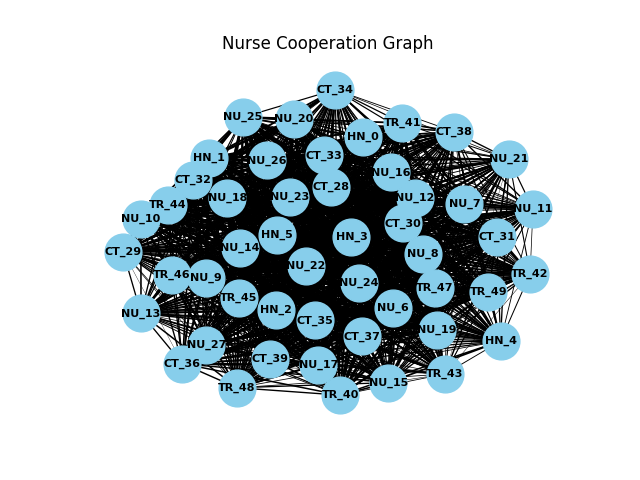 Nurse Cooperation Graph
CT_34
NU_25
NU_20
TR_41
CT_38
HN_0
CT_33
HN_1
NU_26
NU_21
NU_16
CT_32
CT_28
NU_18
NU_23
NU_12
NU_7
TR_44
NU_11
NU_10
CT_30
HN_5
HN_3
CT_31
NU_14
CT_29
NU_8
NU_22
TR_46
NU_9
TR_42
NU_24
TR_47
TR_49
TR_45
HN_2
NU_6
NU_13
CT_35
NU_19
CT_37
HN_4
NU_27
CT_39
CT_36
NU_17
TR_43
NU_15
TR_48
TR_40